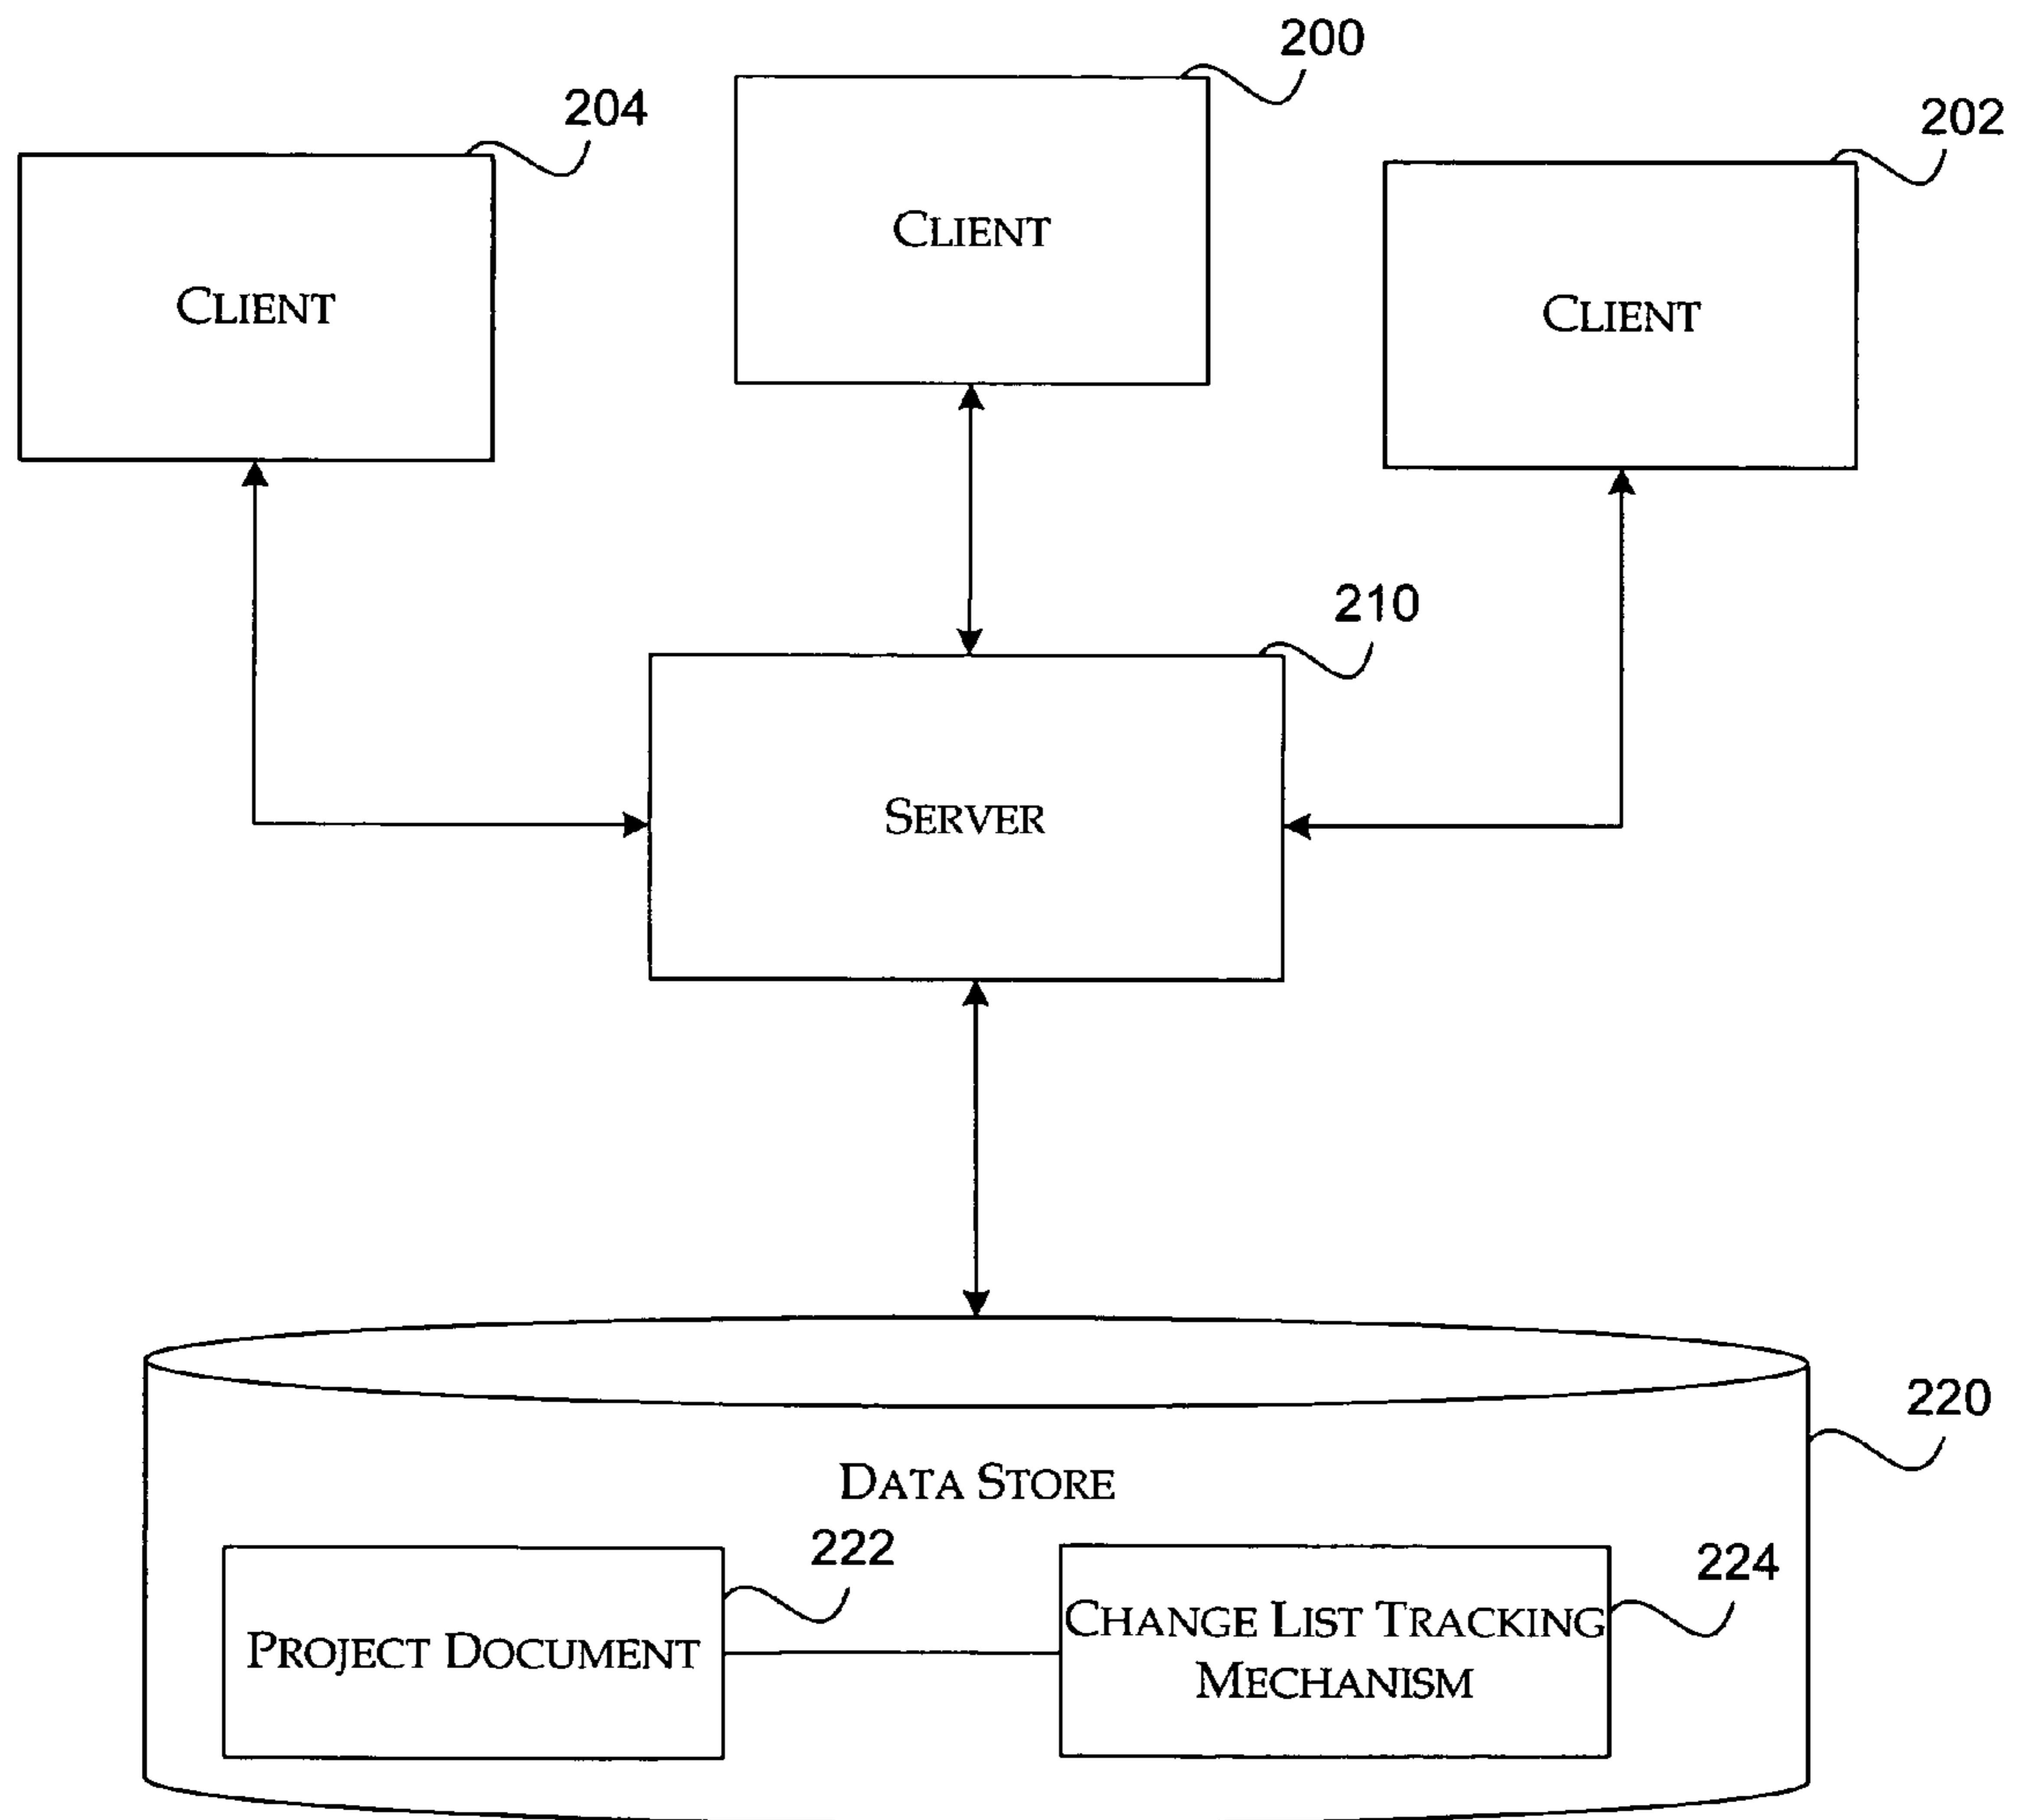 200
204
202
CLIENT
CLIENT
CLIENT
210
SERVER
220
DATA STORE
222
224
PROJECT DOCUMENT
CHANGE LIST TRACKING
MECHANISM